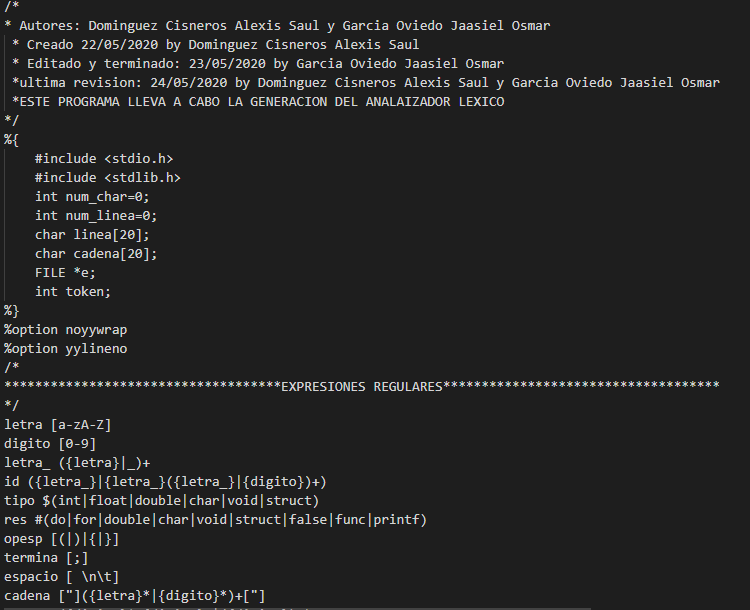 /*
* Autores: Dominguez Cisneros Alexis Saul y Garcia Oviedo Jaasiel Osmar
* Creado 22/05/2020 by Dominguez Cisneros Alexis Saul
* Editado y terminado: 23/05/2020 by Garcia Oviedo Jaasiel Osmar
*ultima revision: 24/05/2020 by Dominguez Cisneros Alexis Saul y Garcia Oviedo Jaasiel Osmar
*ESTE PROGRAMA LLEVA A CABO LA GENERACION DEL ANALAIZADOR LEXICO
*/
%{
#include <stdio.h>
#include <stdlib.h>
int num_char=0;
int num_linea=0;
char linea[20];
char cadena[20];
FILE *e;
int token;
%}
%option noyywrap
%option yylineno
/*
************************************EXPRESIONES REGULARES************************************
*/
letra [a-zA-Z]
digito [0-9]
letra_ ({letra}|_)+
id ({letra_}|{letra_}({letra_}|{digito})+)
tipo $(int|float|double|char|void|struct)
res #(do|for|double|char|void|struct|false|func|printf)
opesp [(|)|{|}]
termina [;]
espacio [ \n\t]
cadena ["]({letra}*|{digito}*)+["]